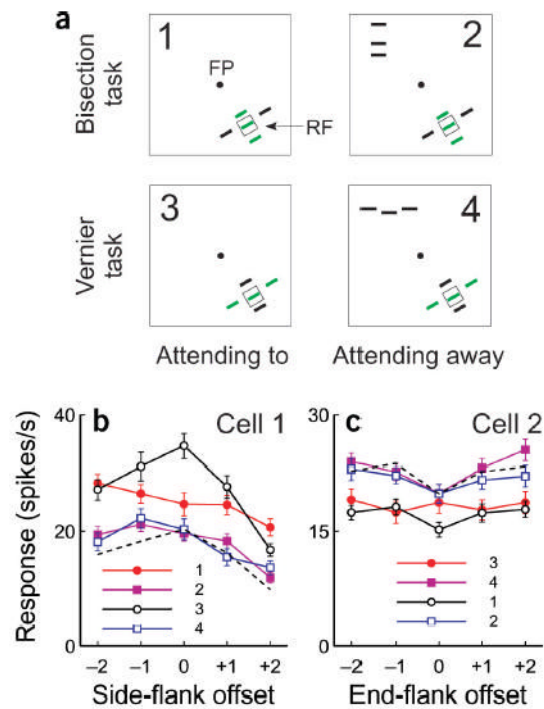 a
1
FP
RF
2
Bisection
task
3
4
Vernier
task
Attending to
Attending away
b
Cell 1
40
20
0
Response (spikes/s)
1
2
3
4
–2
–1
0
+1
+2
Side-flank offset
c
Cell 2
30
15
0
3
4
1
2
–2
–1
0
+1
+2
End-flank offset